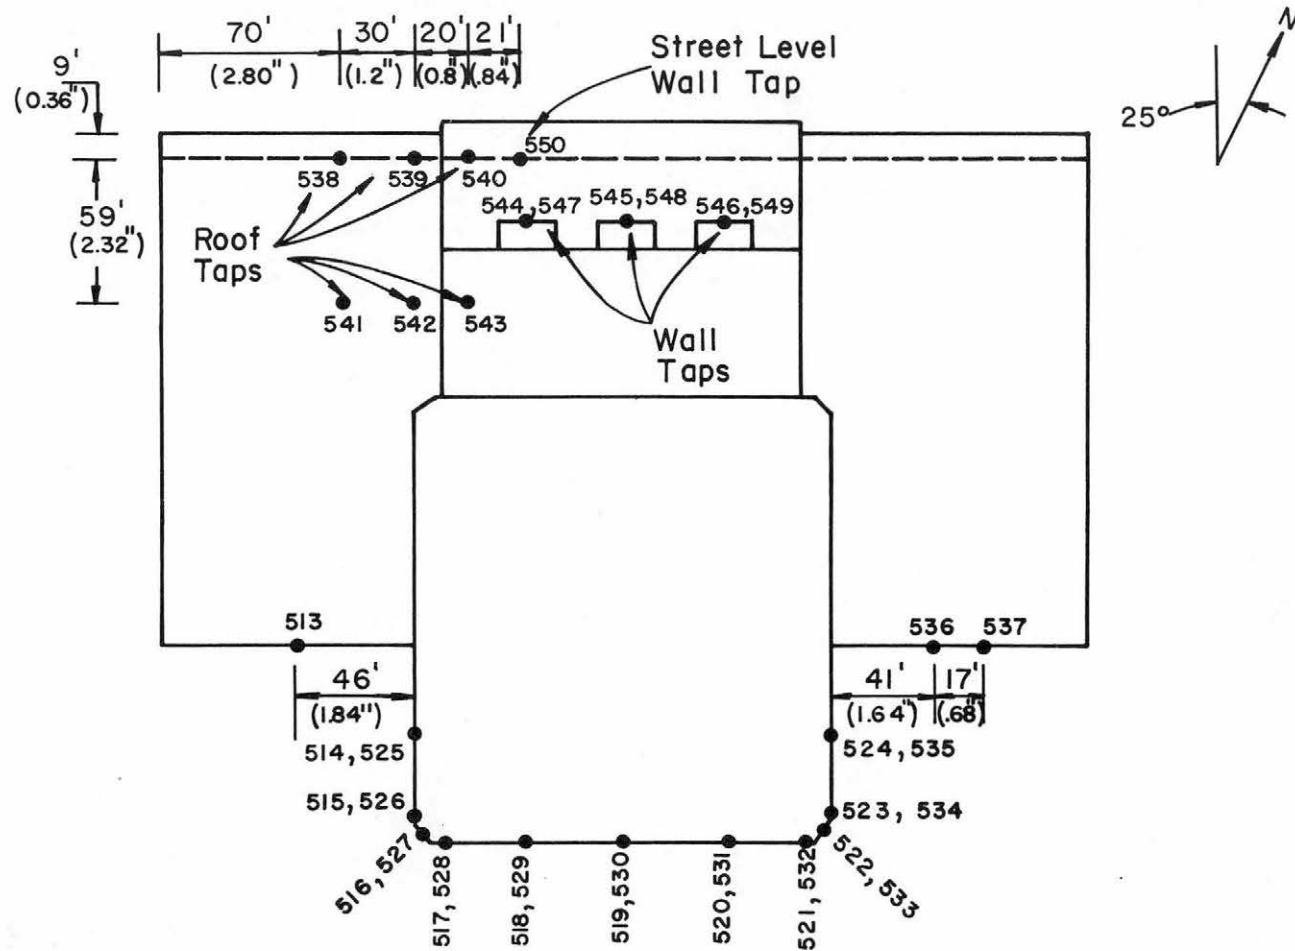 70' 30' 20' 21'
(2.80") (1.2") (0.8") (.84")
9'
(0.36")
Street Level
Wall Tap
N
25°
550
538 539 540
544,547 545,548 546,549
59'
(2.32")
Roof
Taps
541 542 543
Wall
Taps
513 536 537
46' 41' 17'
(1.84") (1.64") (.68")
514,525 524,535
515,526 523, 534
516,527 517,528 518,529 519,530 520,531 521,532 522,533